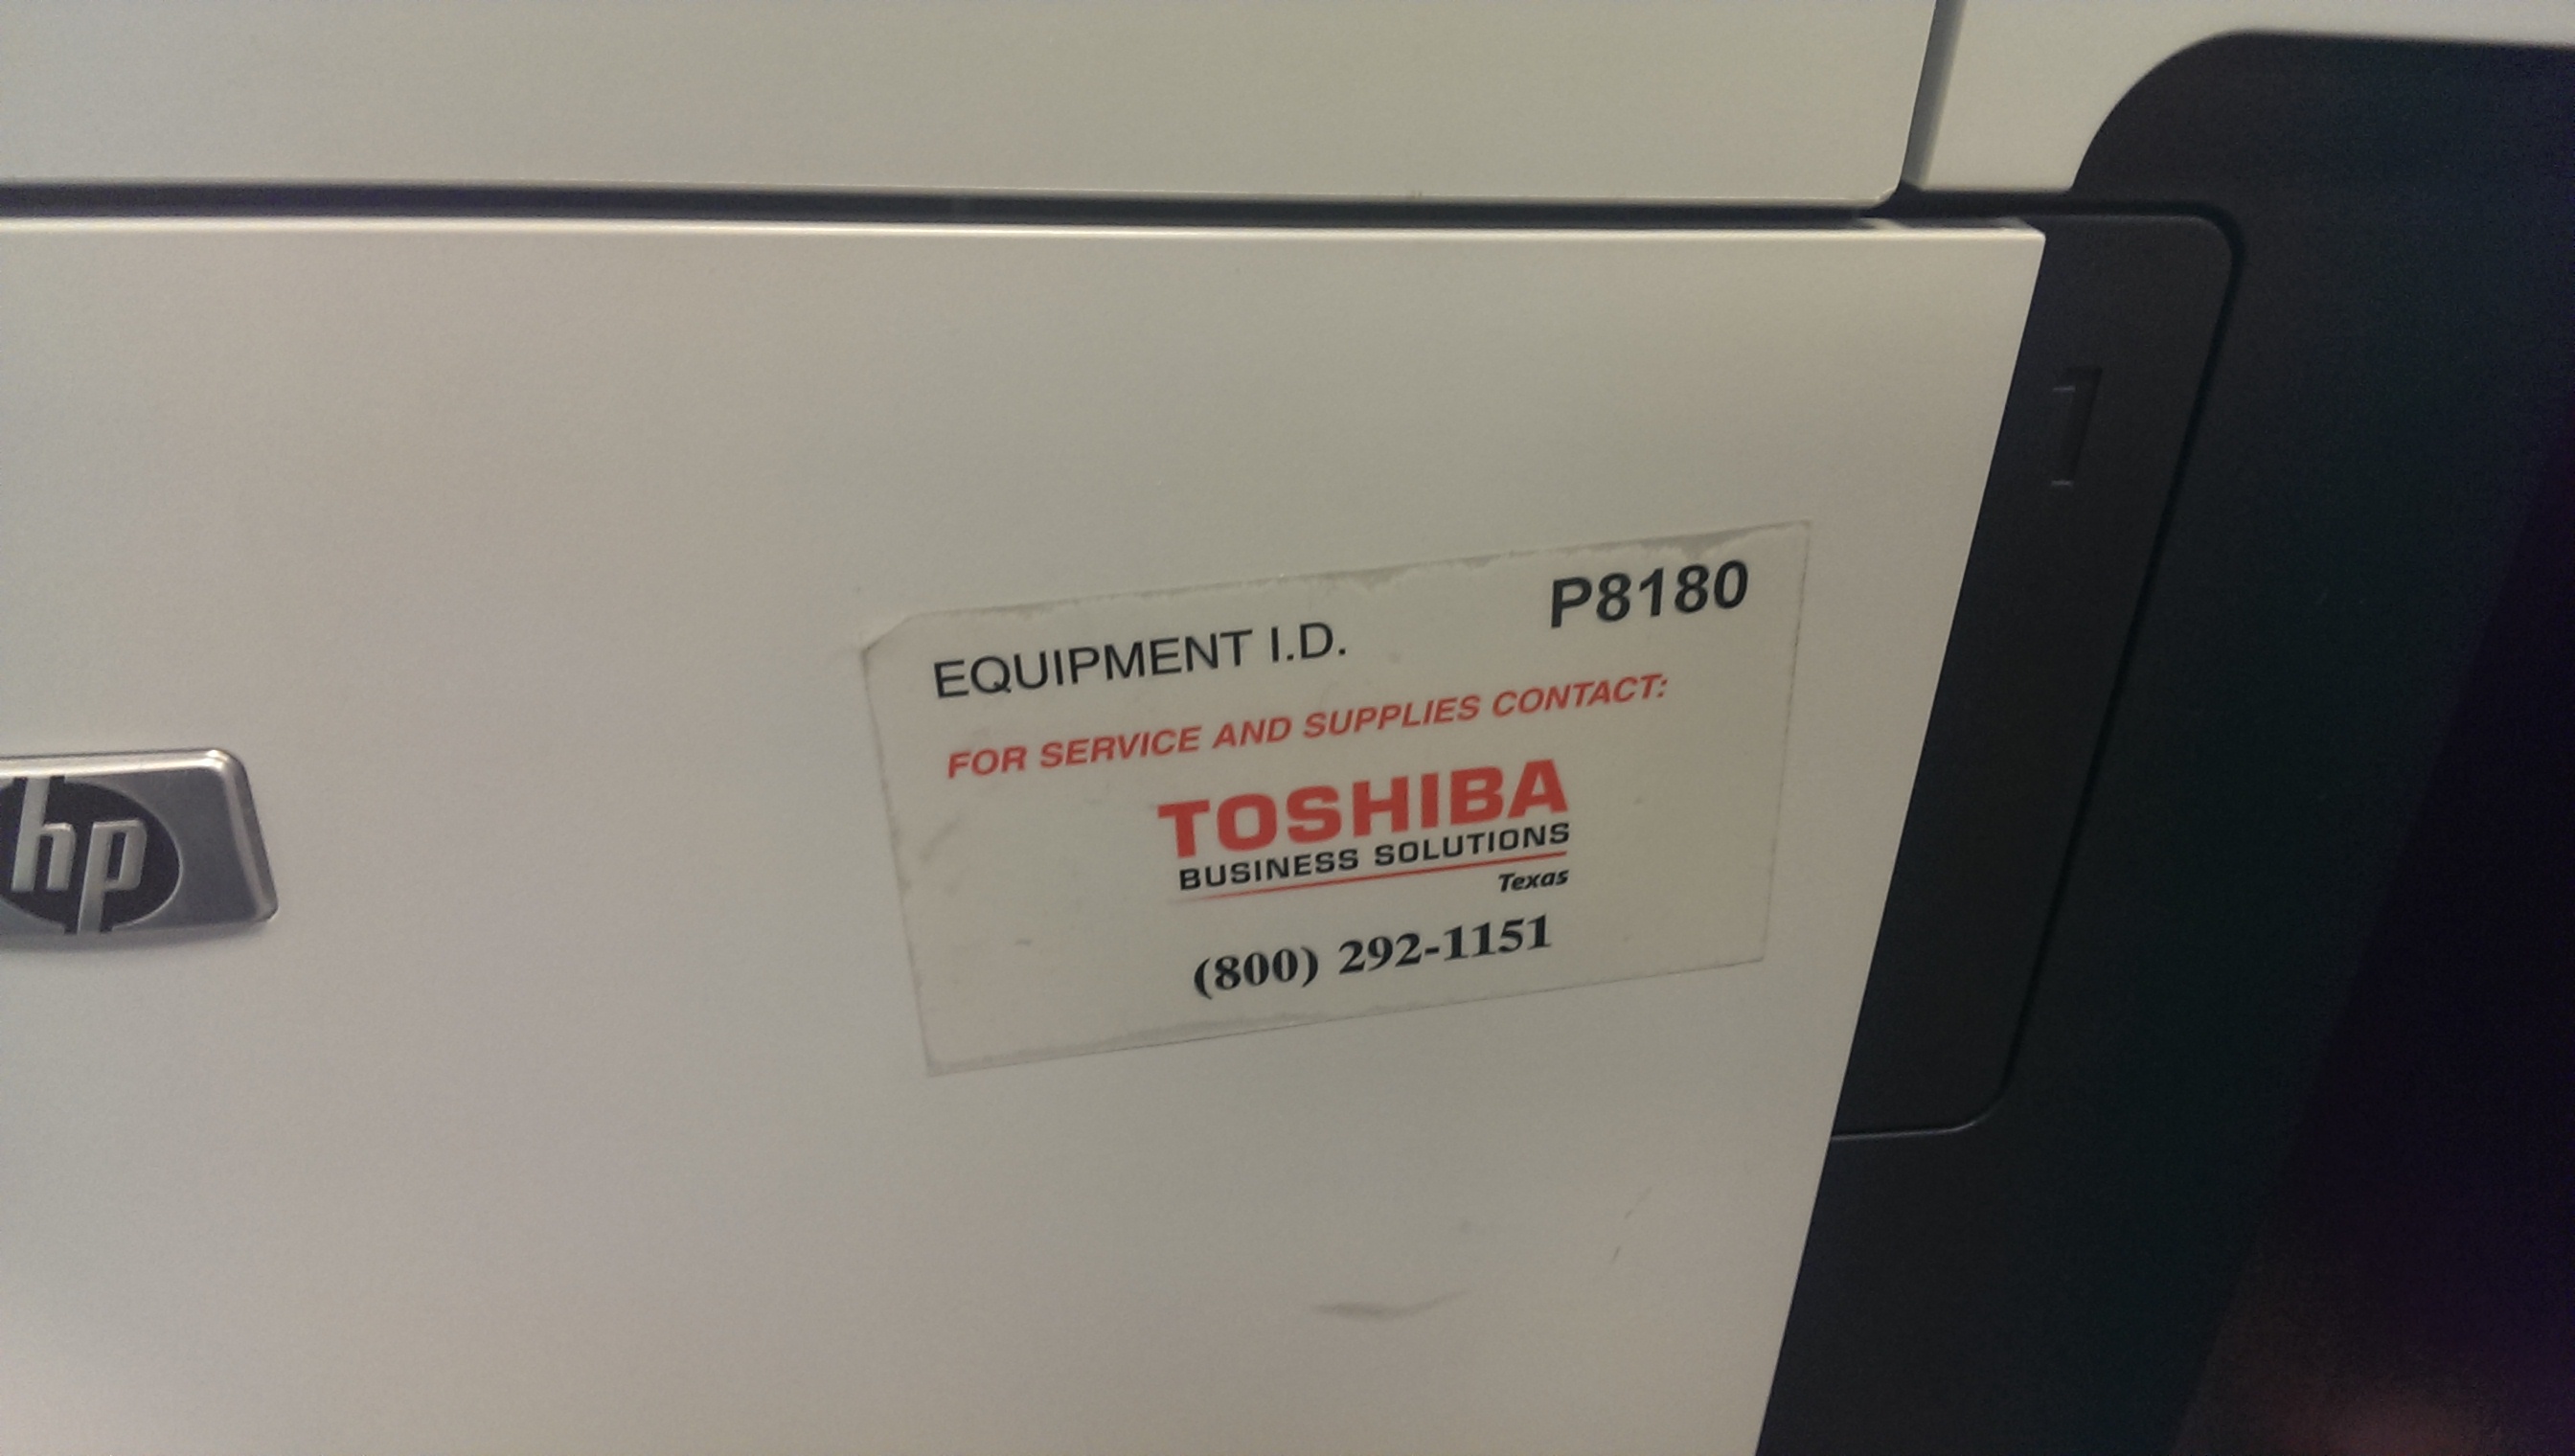 EQUIPMENT I.D. P8180
FOR SERVICE AND SUPPLIES CONTACT:
TOSHIBA
BUSINESS SOLUTIONS
Texas
(800) 292-1151
hp